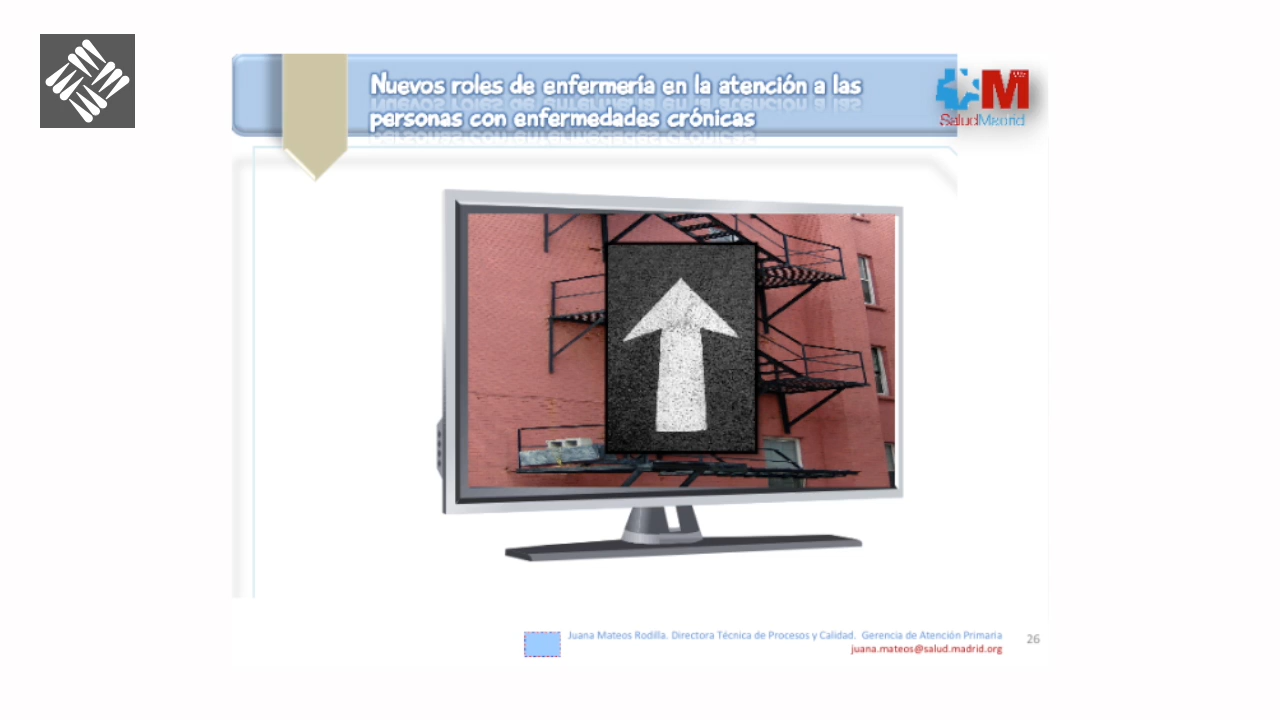 Nuevos roles de enfermería en la atención a las
personas con enfermedades crónicas
M
SaludMadrid
Juana Mateos Rodilla. Directora Técnica de Procesos y Calidad. Gerencia de Atención Primaria
juana.mateos@salud.madrid.org
26